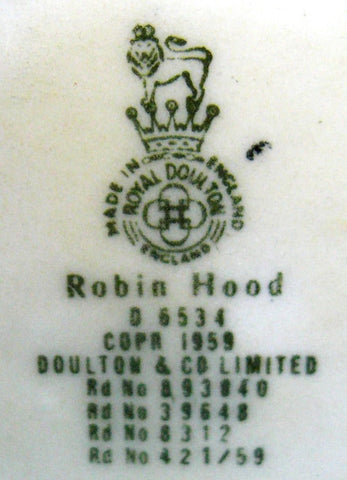 MADE IN ENGLAND
ROYAL DOULTON
ENGLAND
Robin Hood
D 6534
COPR 1959
DOULTON & CO LIMITED
Rd No 893840
Rd No 39648
Rd No 8312
Rd No 421/59